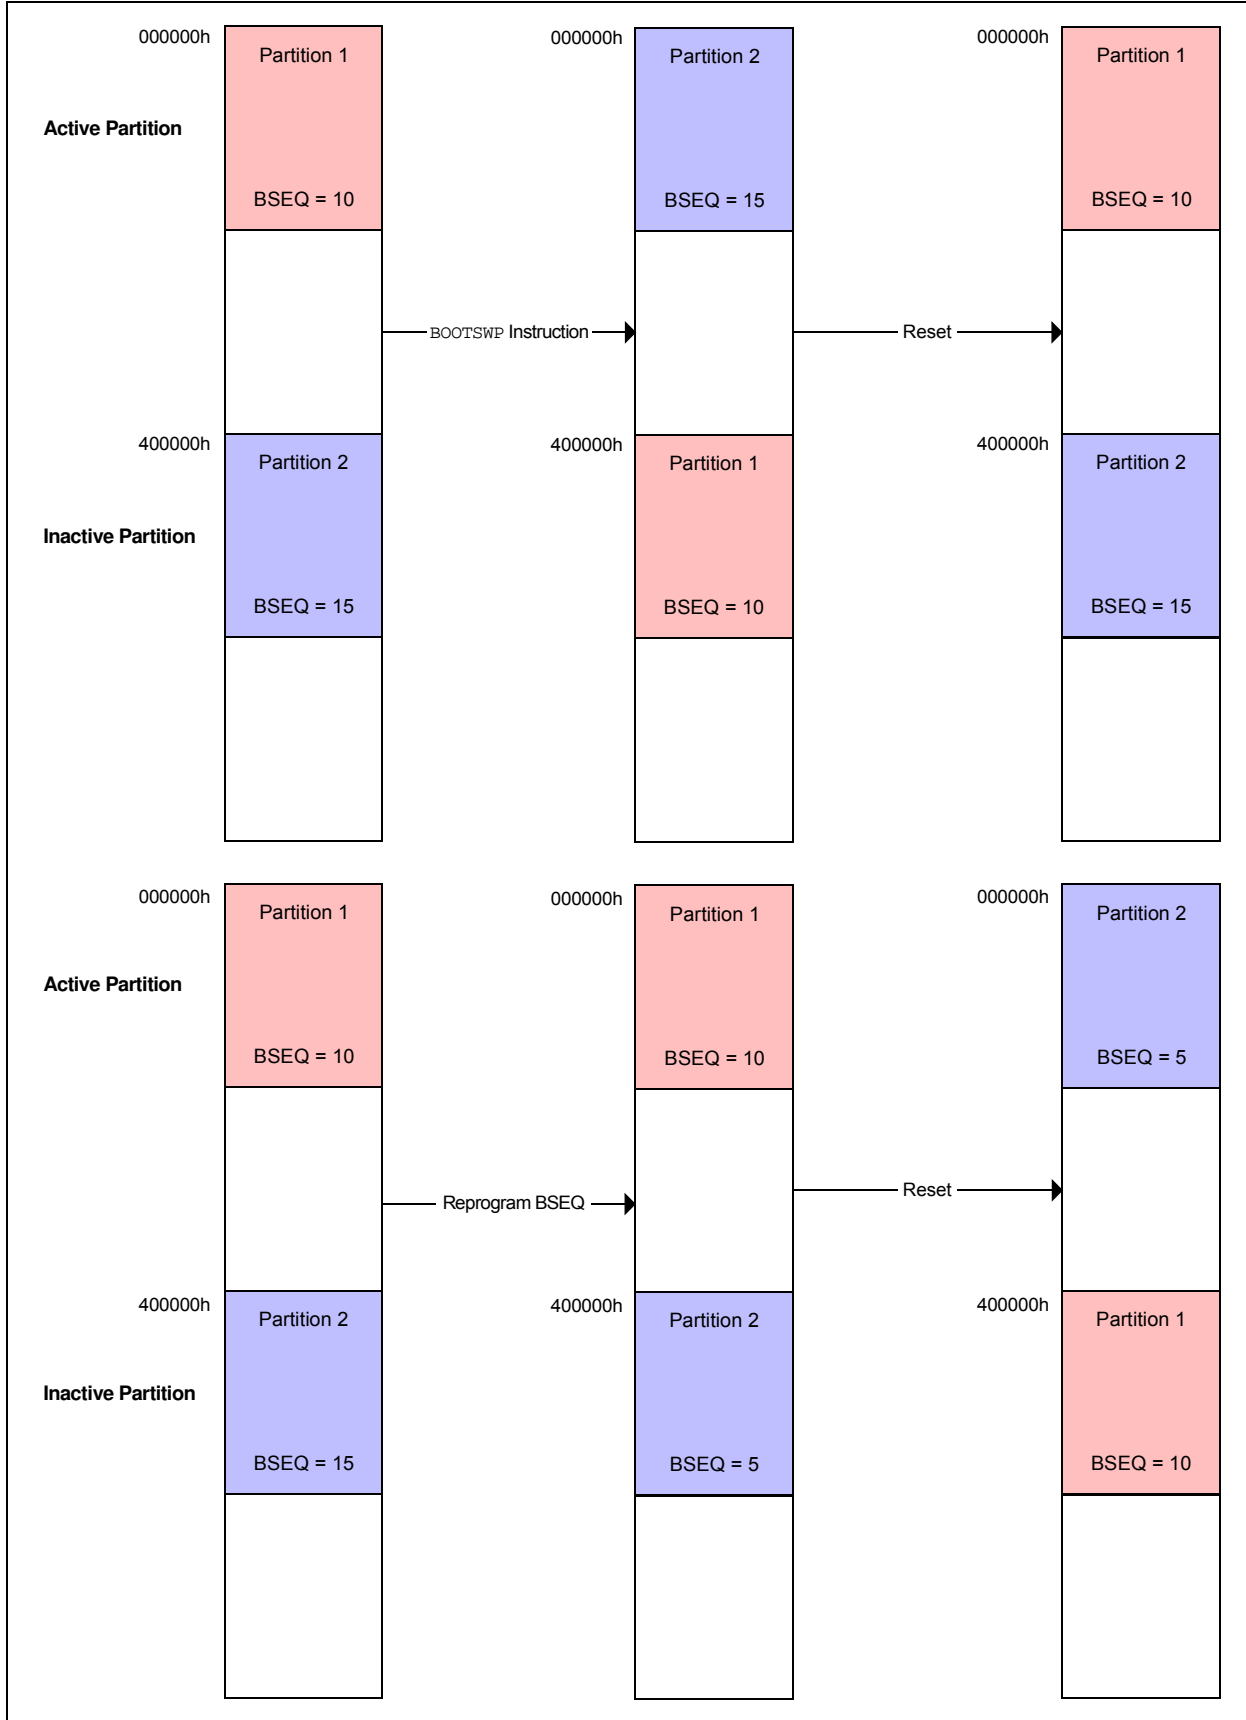 000000h 000000h 000000h
Partition 1 Partition 2 Partition 1
Active Partition
BSEQ = 10 BSEQ = 15 BSEQ = 10
BOOTSWP Instruction Reset
400000h 400000h 400000h
Partition 2 Partition 1 Partition 2
Inactive Partition
BSEQ = 15 BSEQ = 10 BSEQ = 15
000000h 000000h 000000h
Partition 1 Partition 1 Partition 2
Active Partition
BSEQ = 10 BSEQ = 10 BSEQ = 5
Reprogram BSEQ Reset
400000h 400000h 400000h
Partition 2 Partition 2 Partition 1
Inactive Partition
BSEQ = 15 BSEQ = 5 BSEQ = 10